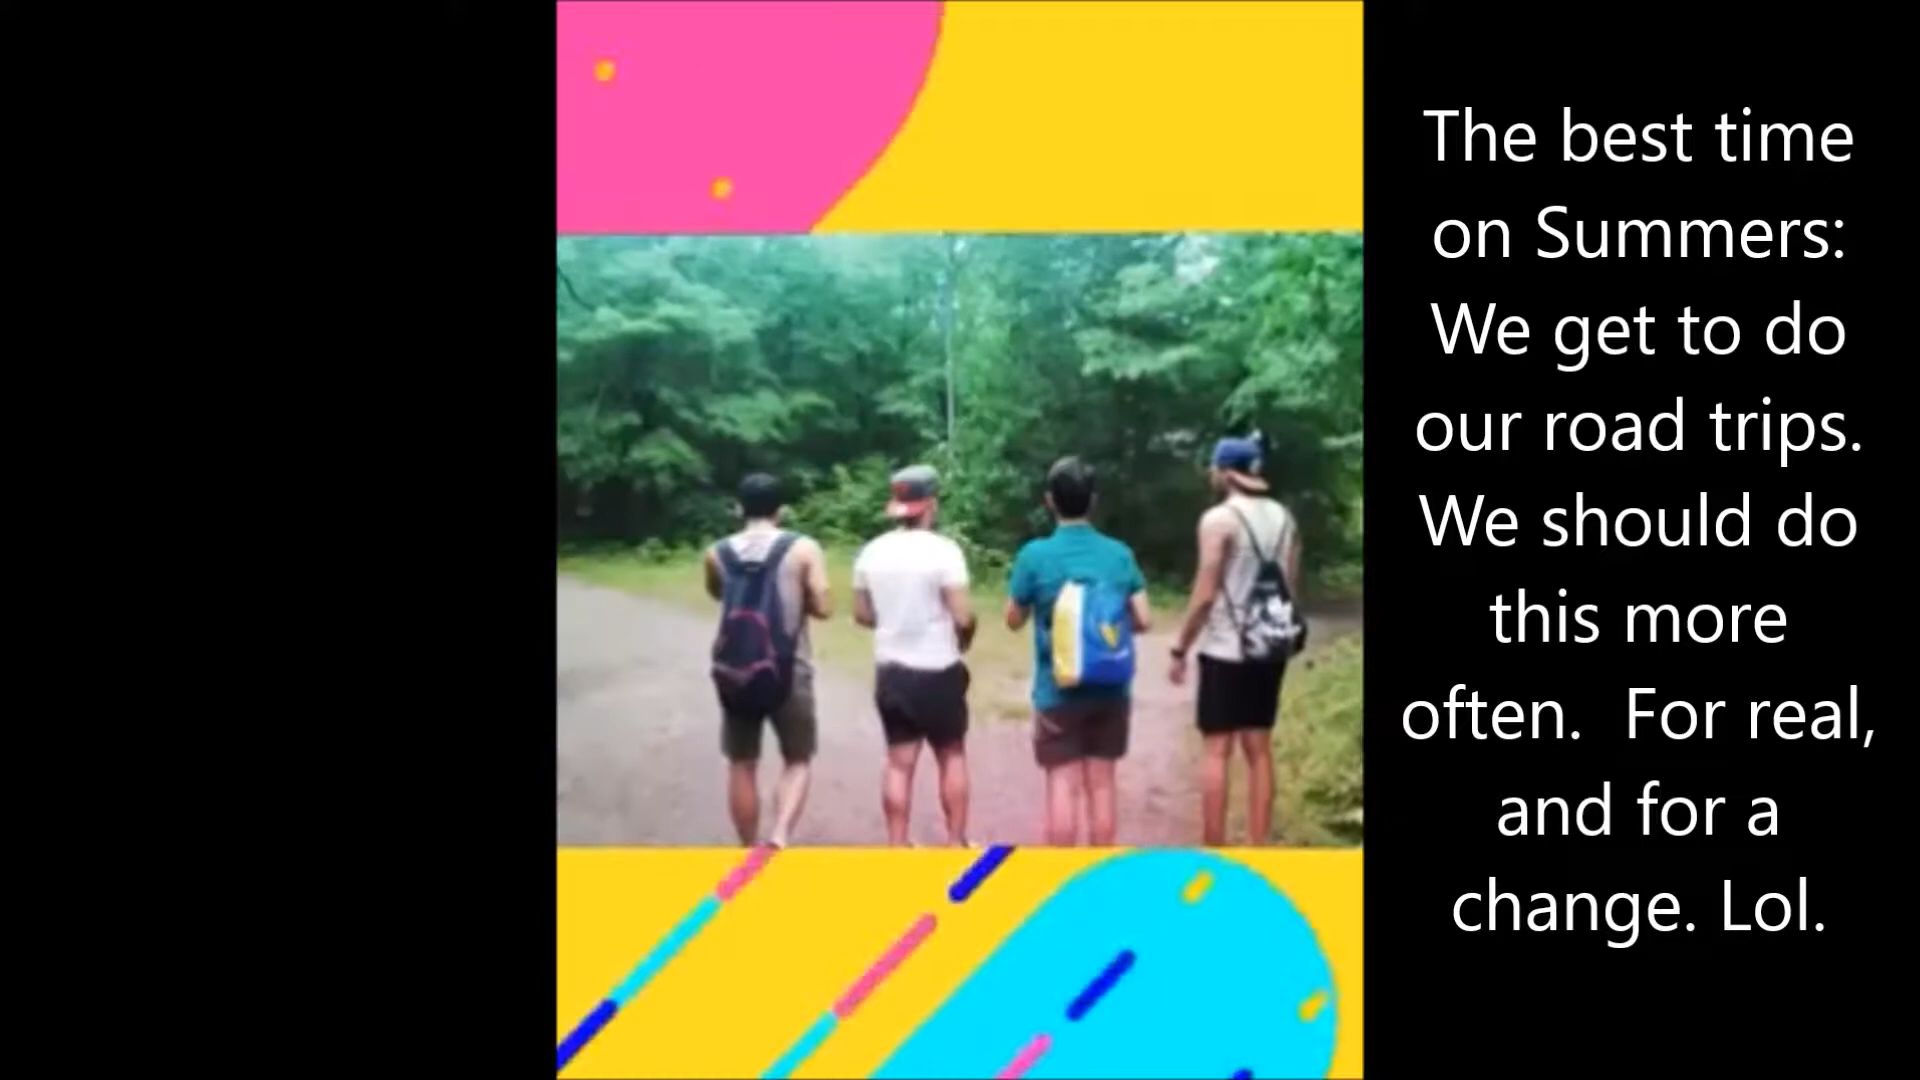 The best time
on Summers:
We get to do
our road trips.
We should do
this more
often.  For real,
and for a
change. Lol.